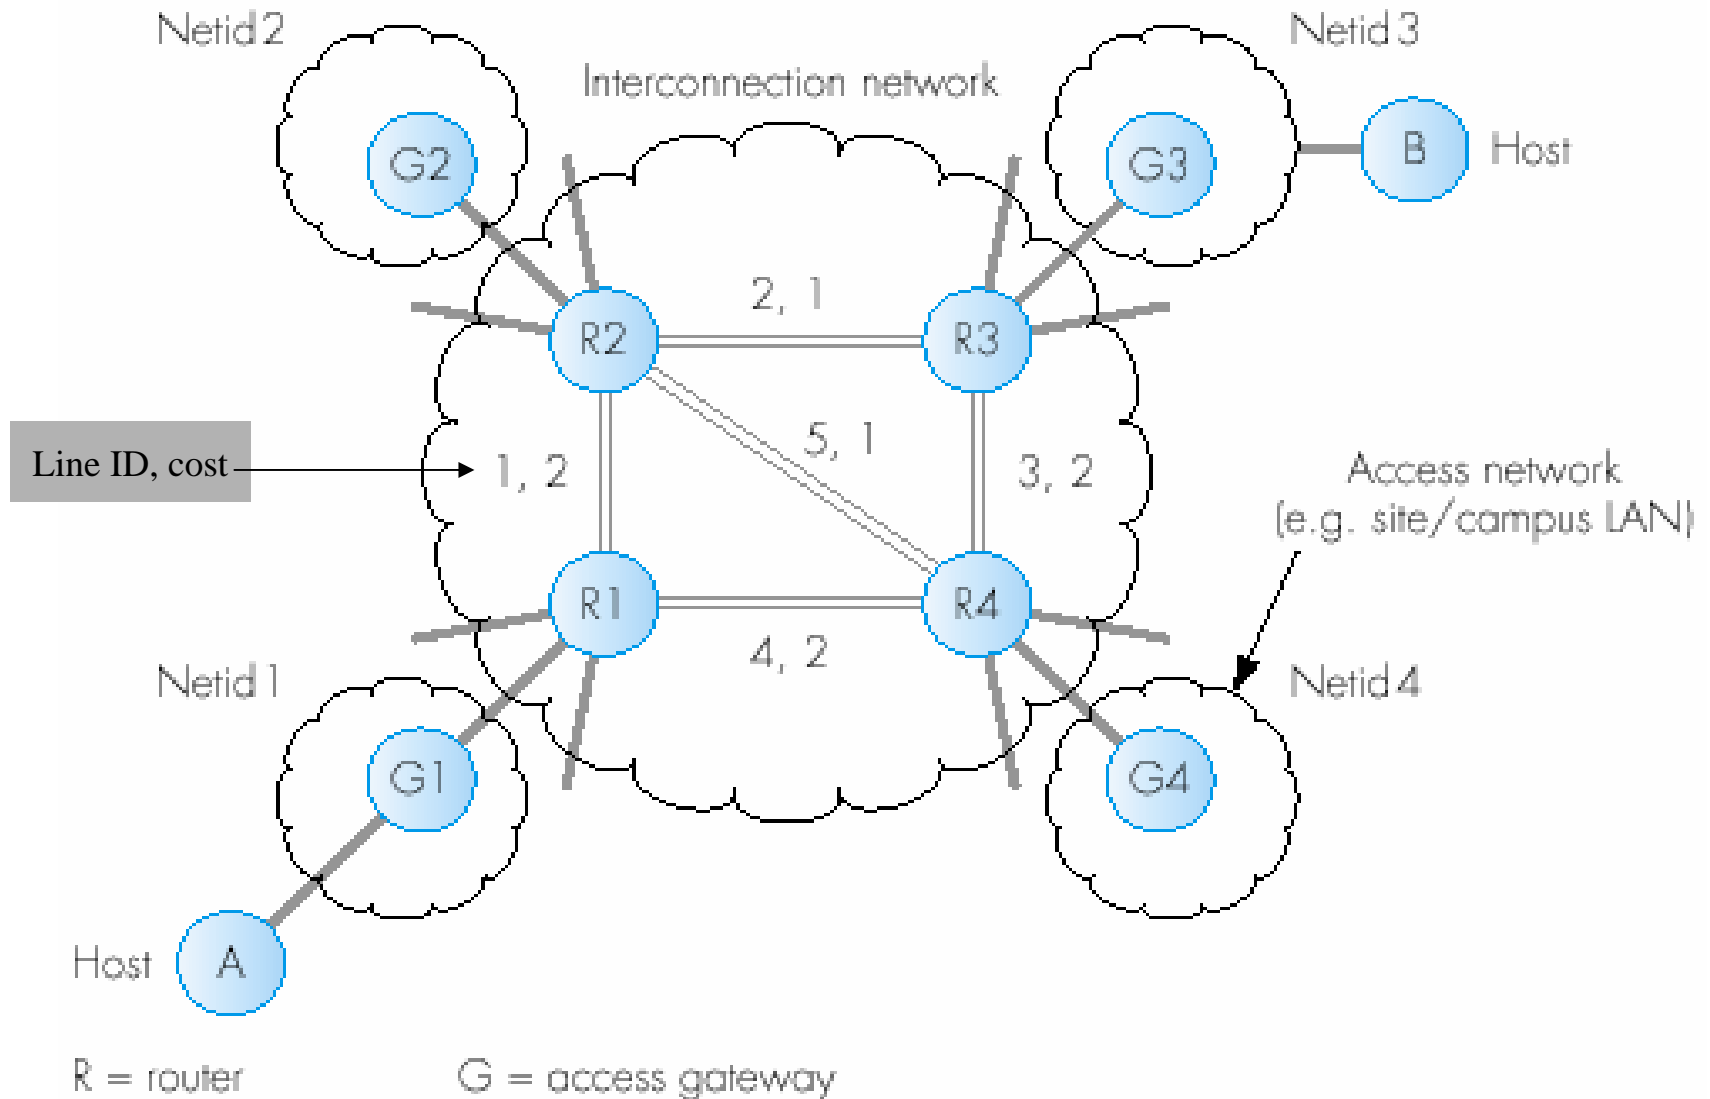 Netid 2
Netid 3
Interconnection network
G2
G3
B
Host
2, 1
R2
R3
5, 1
Line ID, cost
1, 2
3, 2
Access network
(e.g. site/campus LAN)
R1
R4
4, 2
Netid 1
Netid 4
G1
G4
Host
A
R = router
G = access gateway